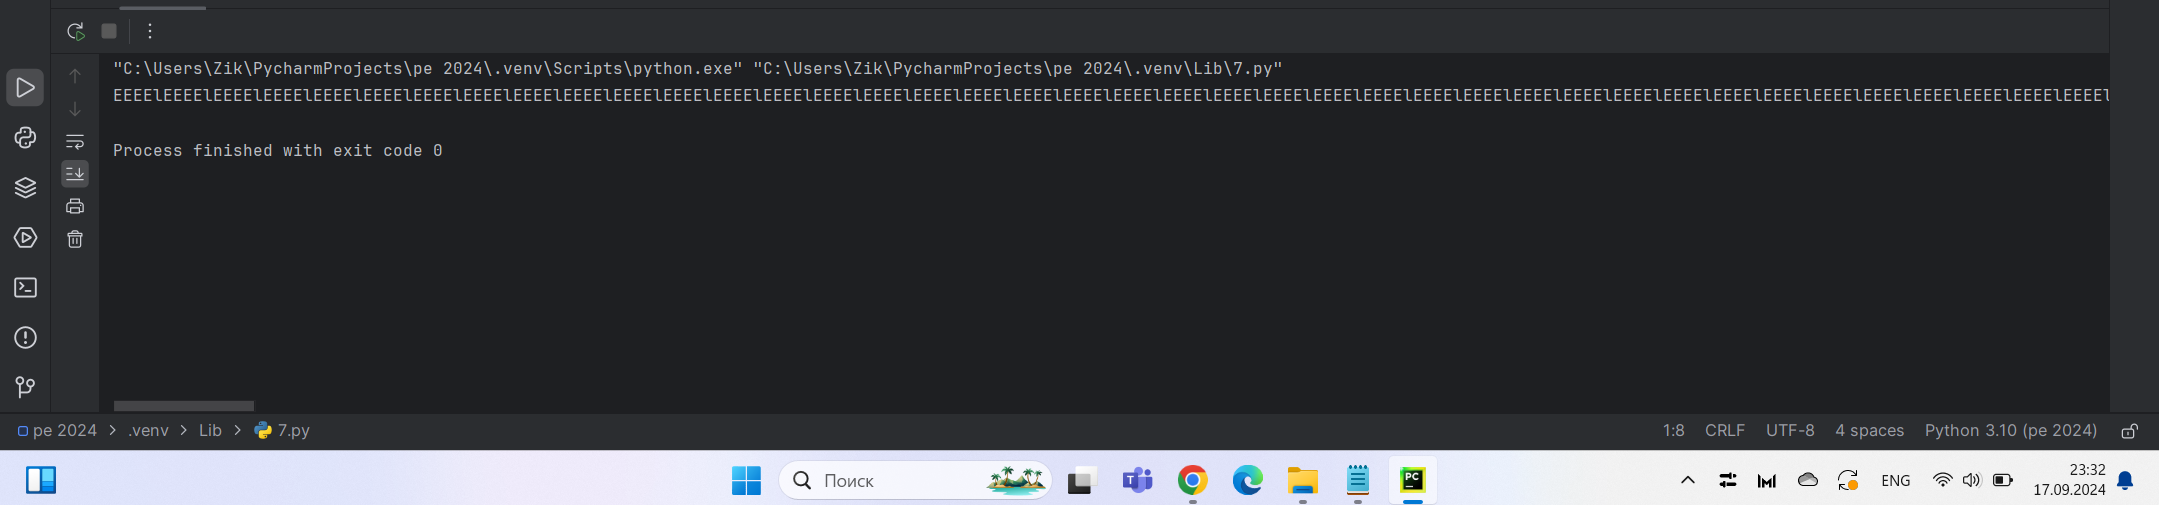 "C:\Users\Zik\PycharmProjects\pe 2024\.venv\Scripts\python.exe" "C:\Users\Zik\PycharmProjects\pe 2024\.venv\Lib\7.py"
EEEElEEEElEEEElEEEElEEEElEEEElEEEElEEEElEEEElEEEElEEEElEEEElEEEElEEEElEEEElEEEElEEEElEEEElEEEElEEEElEEEElEEEElEEEElEEEElEEEElEEEElEEEElEEEElEEEElEEEElEEEElEEEElEEEElEEEElEEEElEEEElEEEElEEEElEEEElEEEEl
Process finished with exit code 0
pe 2024 > .venv > Lib > 7.py 1:8 CRLF UTF-8 4 spaces Python 3.10 (pe 2024)
Поиск
PC
ENG
23:32
17.09.2024